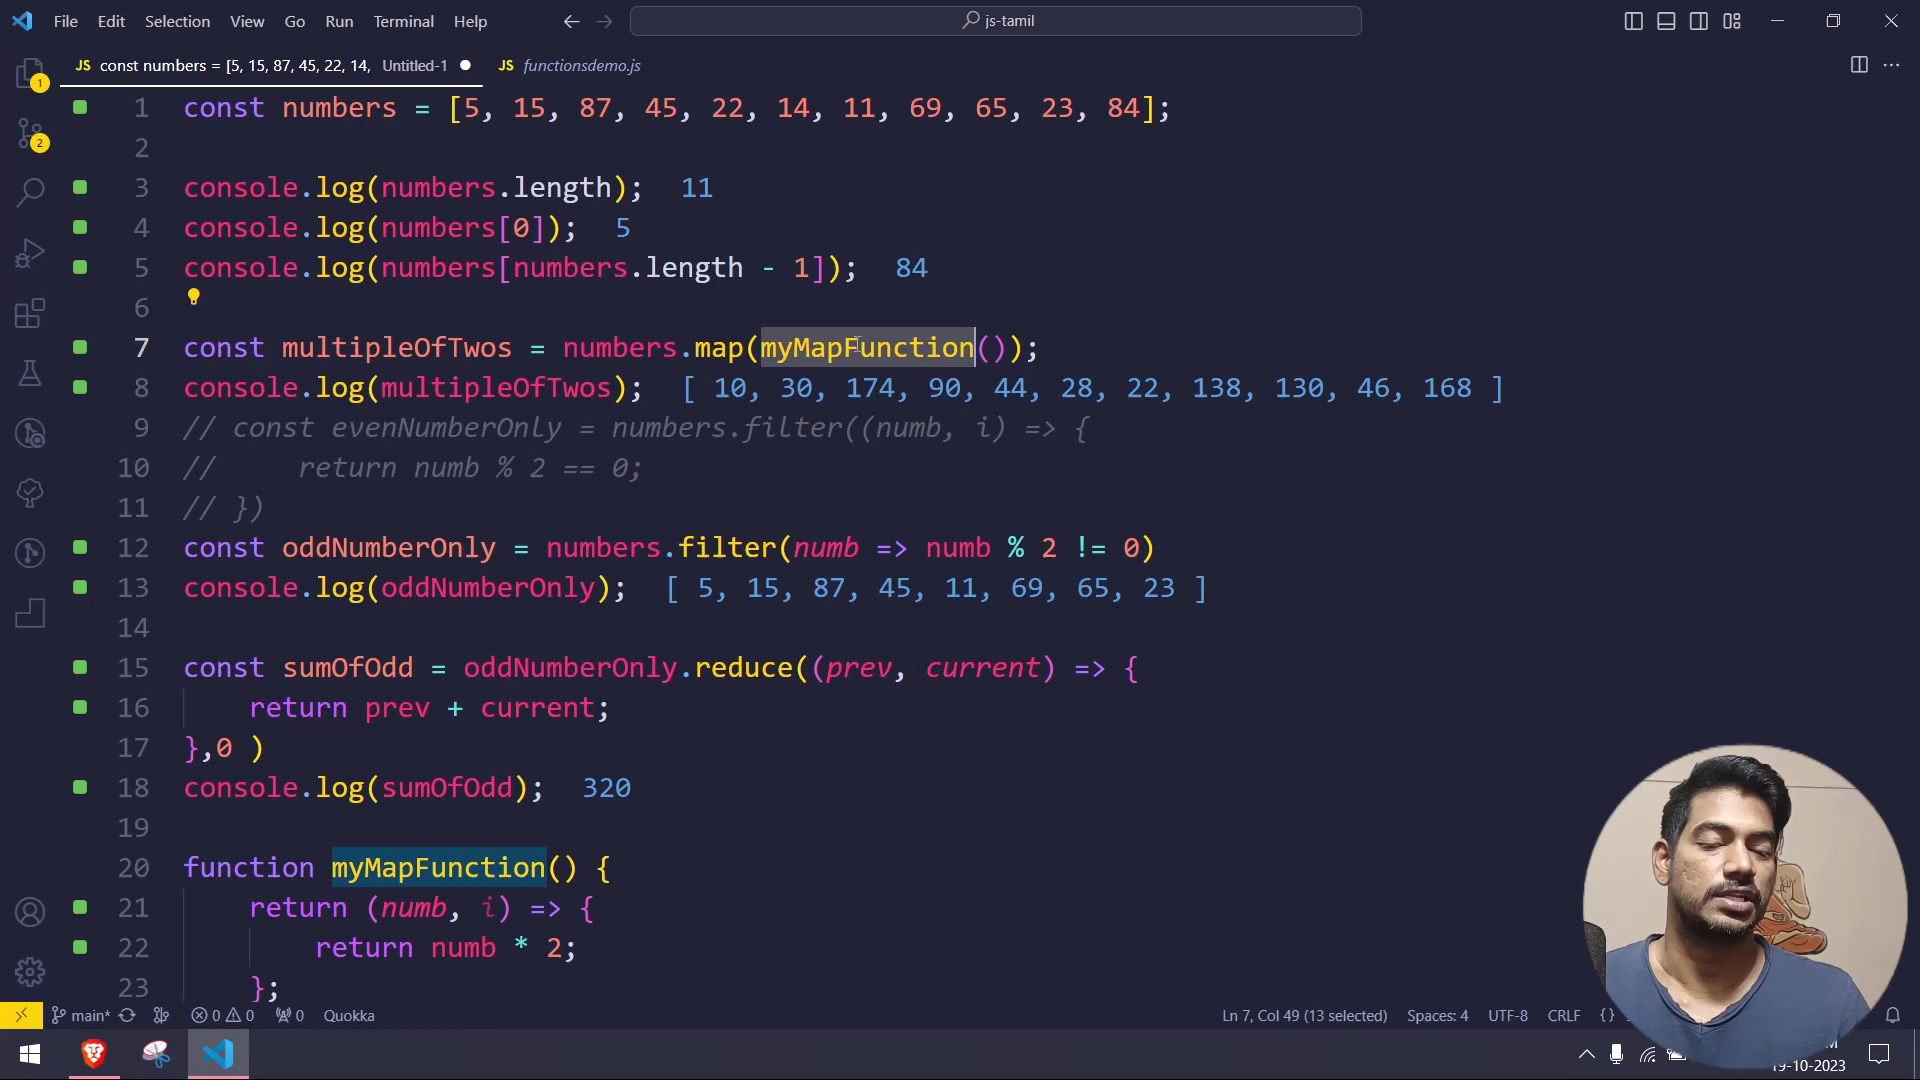 File Edit Selection View Go Run Terminal Help
js-tamil
JS const numbers = [5, 15, 87, 45, 22, 14, Untitled-1 JS functionsdemo.js
1
2
1 const numbers = [5, 15, 87, 45, 22, 14, 11, 69, 65, 23, 84];
2
3 console.log(numbers.length); 11
4 console.log(numbers[0]); 5
5 console.log(numbers[numbers.length - 1]); 84
6
7 const multipleOfTwos = numbers.map(myMapFunction());
8 console.log(multipleOfTwos); [ 10, 30, 174, 90, 44, 28, 22, 138, 130, 46, 168 ]
9 // const evenNumberOnly = numbers.filter((numb, i) => {
10 // return numb % 2 == 0;
11 // })
12 const oddNumberOnly = numbers.filter(numb => numb % 2 != 0)
13 console.log(oddNumberOnly); [ 5, 15, 87, 45, 11, 69, 65, 23 ]
14
15 const sumOfOdd = oddNumberOnly.reduce((prev, current) => {
16 return prev + current;
17 },0 )
18 console.log(sumOfOdd); 320
19
20 function myMapFunction() {
21 return (numb, i) => {
22 return numb * 2;
23 };
main* 0 0 0 Quokka Ln 7, Col 49 (13 selected) Spaces: 4 UTF-8 CRLF {}
19-10-2023